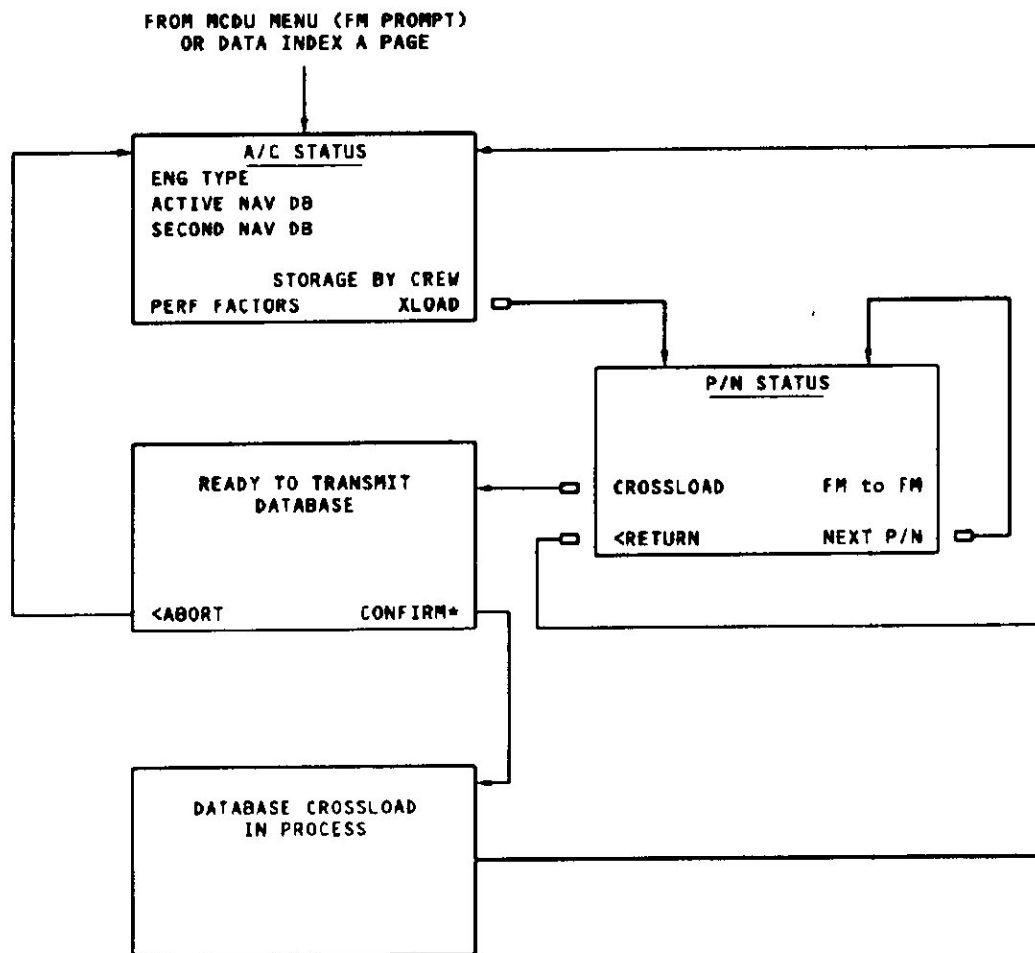 FROM MCDU MENU (FM PROMPT)
OR DATA INDEX A PAGE
A/C STATUS
ENG TYPE
ACTIVE NAV DB
SECOND NAV DB
STORAGE BY CREW
PERF FACTORS XLOAD
P/N STATUS
CROSSLOAD FM to FM
<RETURN NEXT P/N
READY TO TRANSMIT
DATABASE
<ABORT CONFIRM*
DATABASE CROSSLOAD
IN PROCESS